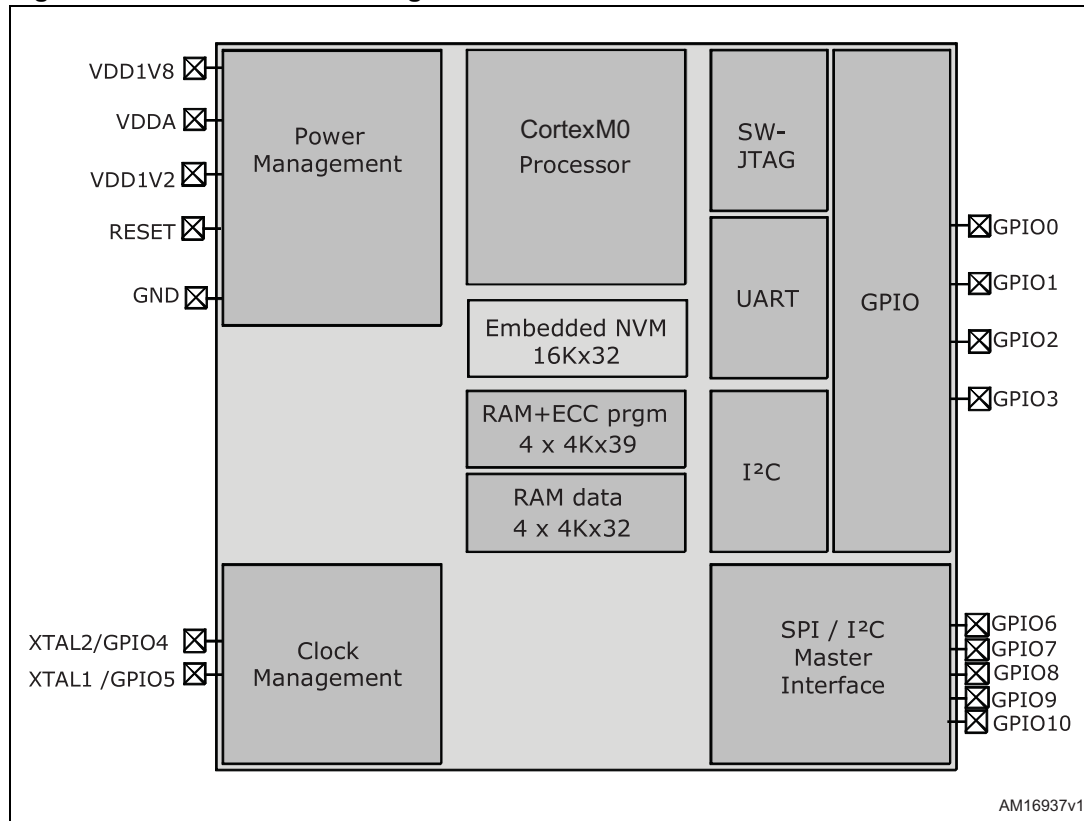 VDD1V8
VDDA
VDD1V2
RESET
GND
Power
Management
CortexM0
Processor
SW-
JTAG
UART
GPIO
GPIO0
GPIO1
GPIO2
GPIO3
Embedded NVM
16Kx32
RAM+ECC prgm
4 x 4Kx39
RAM data
4 x 4Kx32
I²C
XTAL2/GPIO4
XTAL1 /GPIO5
Clock
Management
SPI / I²C
Master
Interface
GPIO6
GPIO7
GPIO8
GPIO9
GPIO10
AM16937v1